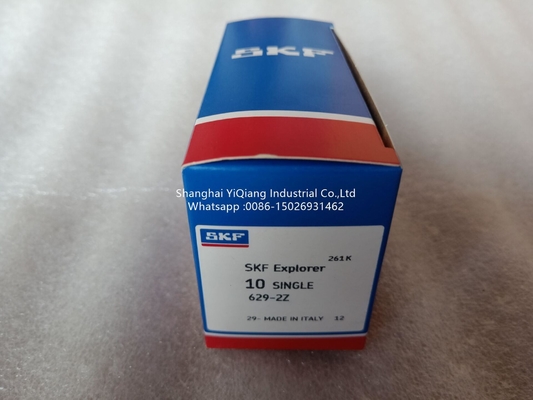 SKF
Shanghai YiQiang Industrial Co.,Ltd
Whatsapp :0086-15026931462
SKF
261K
SKF Explorer
10 SINGLE
629-2Z
29- MADE IN ITALY 12